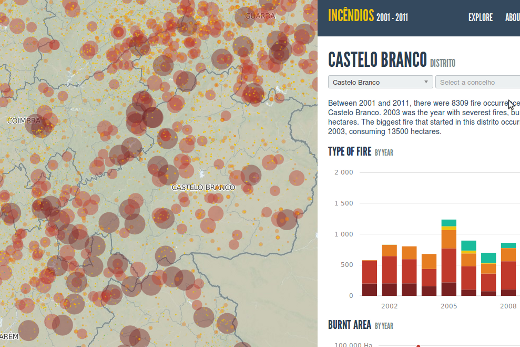 GUARDA
COIMBRA
CASTELO BRANCO
AREM
INCÊNDIOS 2001 - 2011
EXPLORE ABOU
CASTELO BRANCO DISTRITO
Castelo Branco
Select a concelho
Between 2001 and 2011, there were 8309 fire occurrence
Castelo Branco. 2003 was the year with severest fires, bu
hectares. The biggest fire that started in this distrito occur
2003, consuming 13500 hectares.
TYPE OF FIRE BY YEAR
2 000
1 500
1 000
500
0
2002 2005 2008
BURNT AREA BY YEAR
100,000 Ha